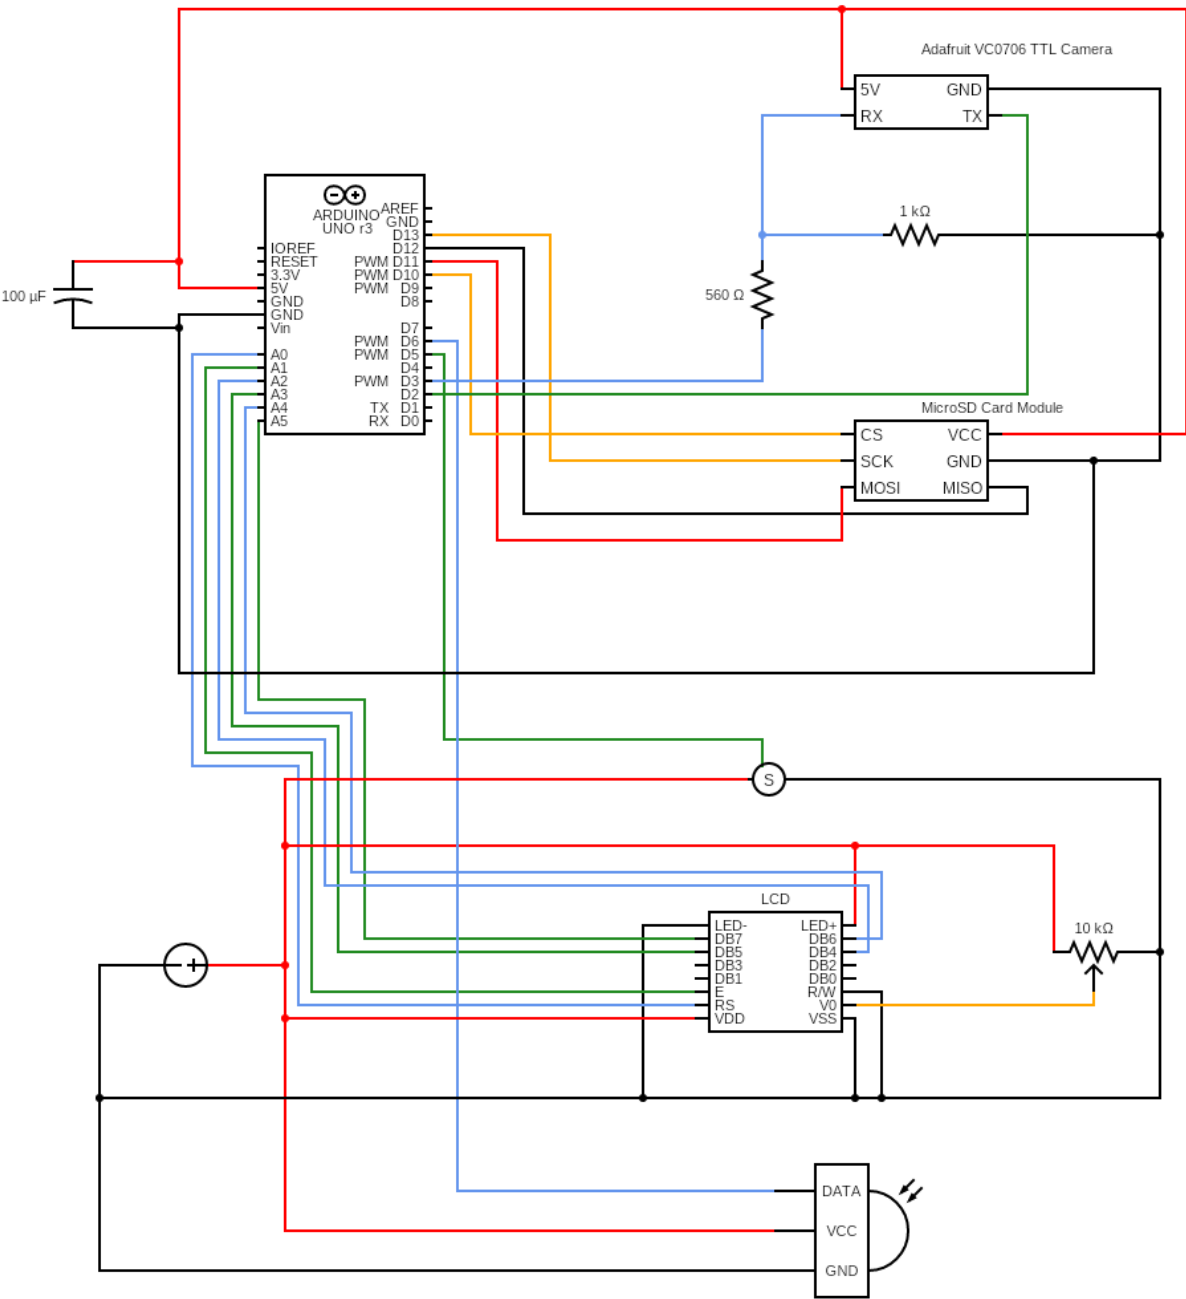 Adafruit VC0706 TTL Camera
5V GND
RX TX
1 kΩ
560 Ω
100 µF
ARDUINO
UNO r3
AREF
GND
D13
IOREF D12
RESET PWM D11
3.3V PWM D10
5V PWM D9
GND D8
GND
Vin D7
PWM D6
A0 PWM D5
A1 D4
A2 PWM D3
A3 D2
A4 TX D1
A5 RX D0
MicroSD Card Module
CS VCC
SCK GND
MOSI MISO
S
LCD
LED- LED+
DB7 DB6
DB5 DB4
DB3 DB2
DB1 DB0
E R/W
RS V0
VDD VSS
10 kΩ
DATA
VCC
GND